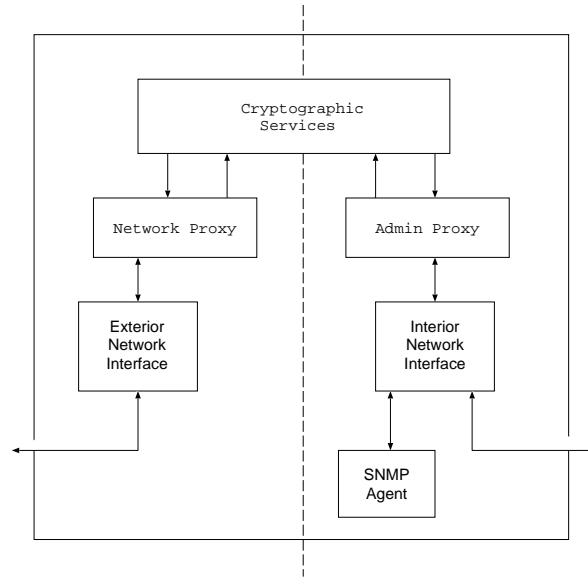 Cryptographic
Services
Network Proxy
Admin Proxy
Exterior
Network
Interface
Interior
Network
Interface
SNMP
Agent